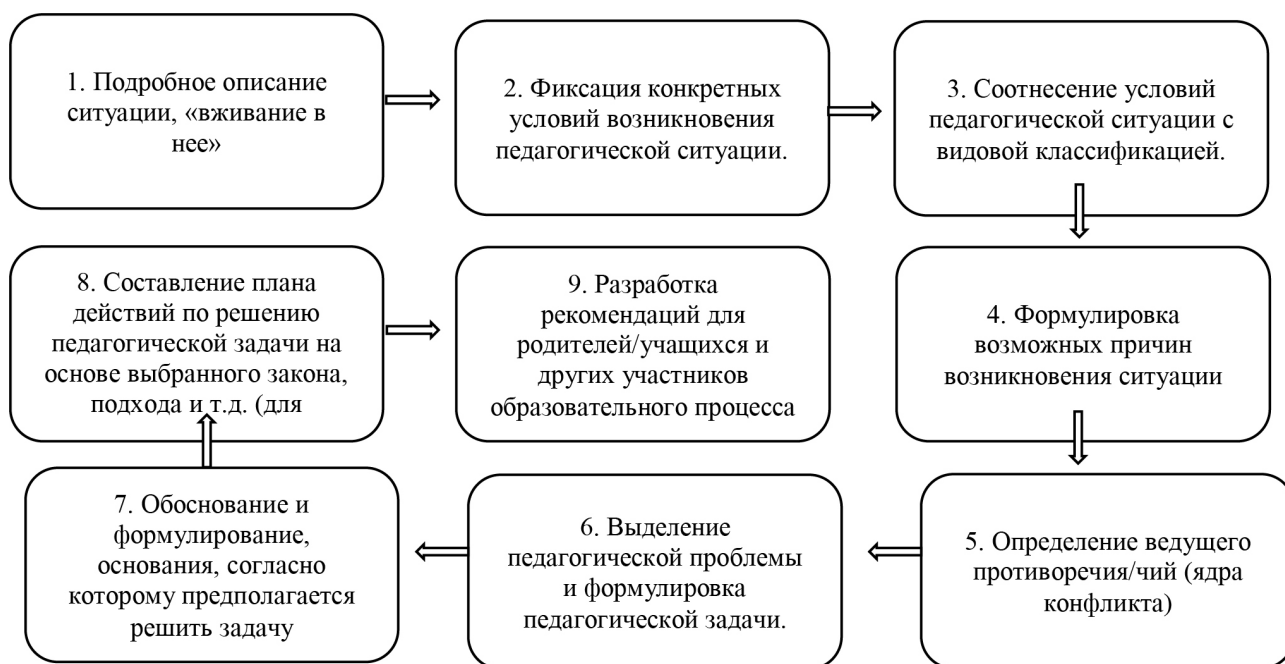 1. Подробное описание
ситуации, «вживание в
нее»
2. Фиксация конкретных
условий возникновения
педагогической ситуации.
3. Соотнесение условий
педагогической ситуации с
видовой классификацией.
4. Формулировка
возможных причин
возникновения ситуации
5. Определение ведущего
противоречия/чий (ядра
конфликта)
6. Выделение
педагогической проблемы
и формулировка
педагогической задачи.
7. Обоснование и
формулирование,
основания, согласно
которому предполагается
решить задачу
8. Составление плана
действий по решению
педагогической задачи на
основе выбранного закона,
подхода и т.д. (для
9. Разработка
рекомендаций для
родителей/учащихся и
других участников
образовательного процесса